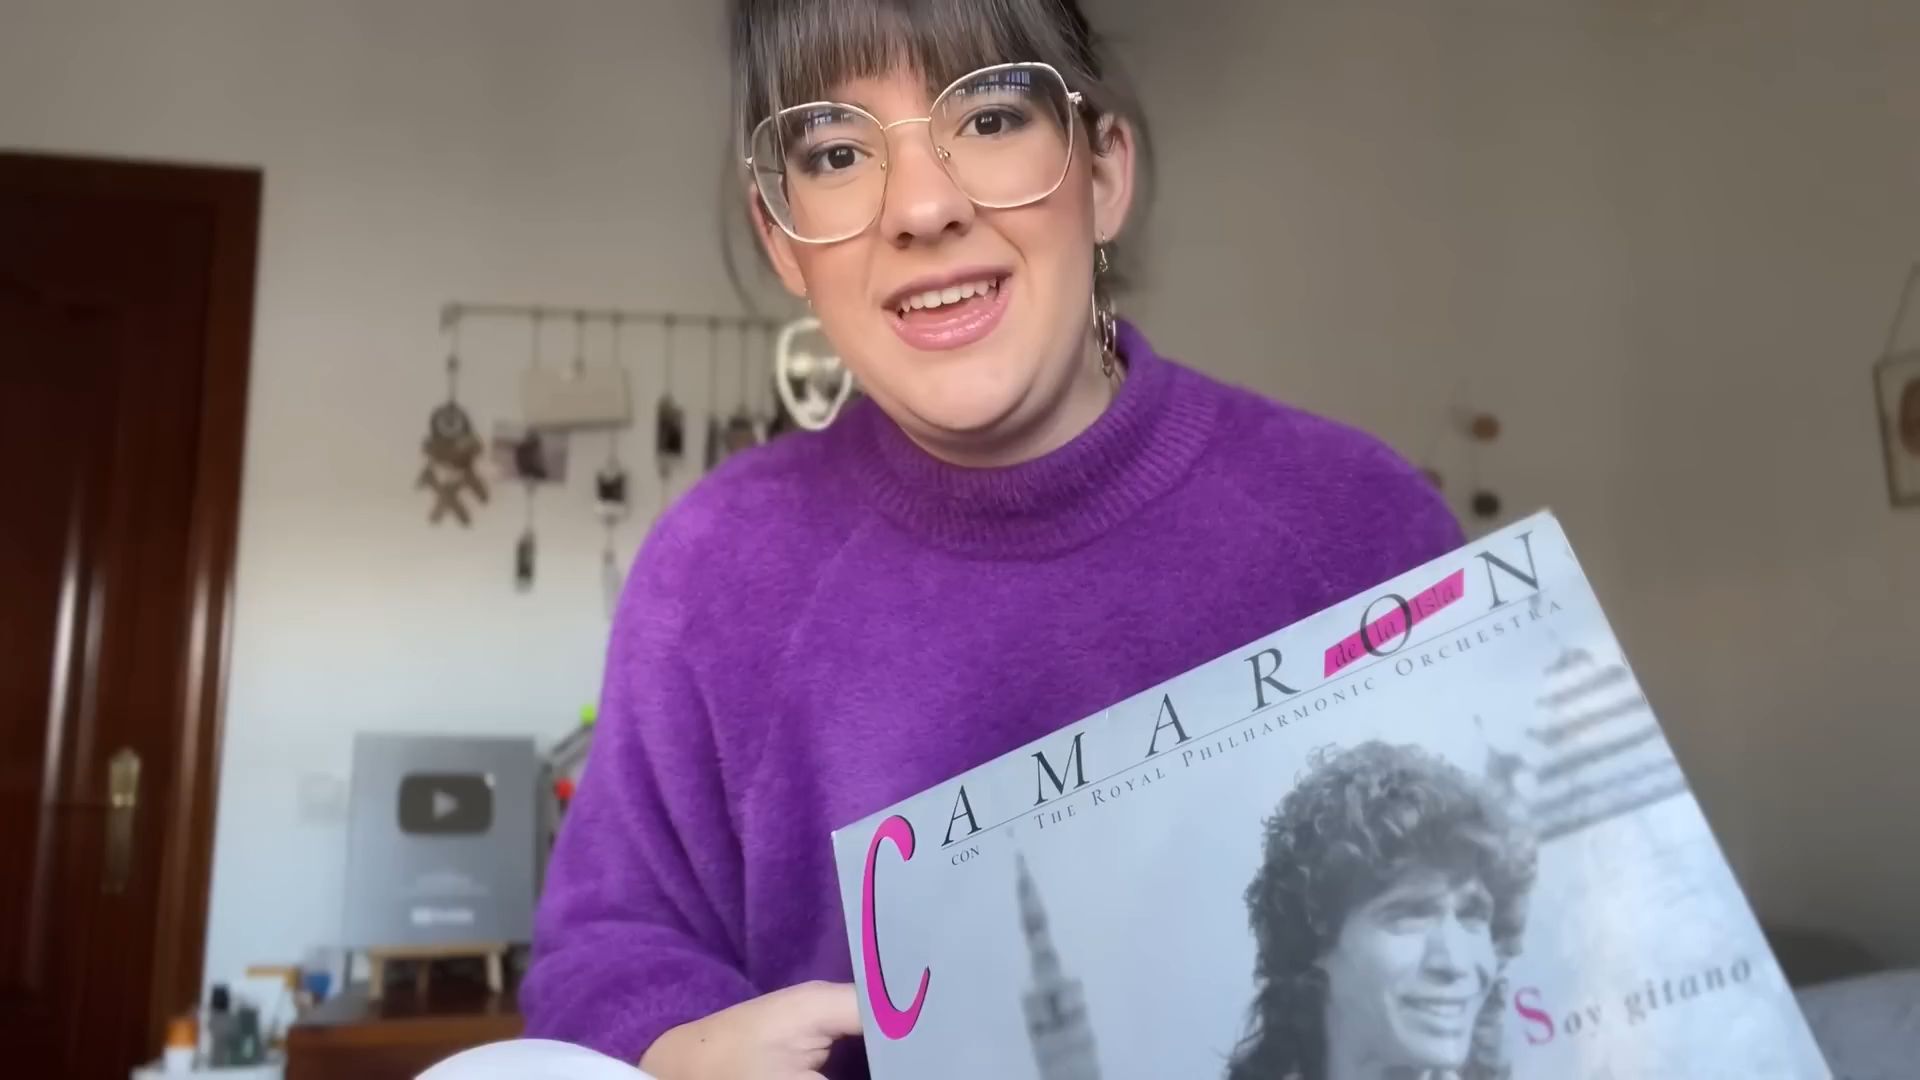 CAMARON
de la Isla
CON THE ROYAL PHILHARMONIC ORCHESTRA
Soy gitano